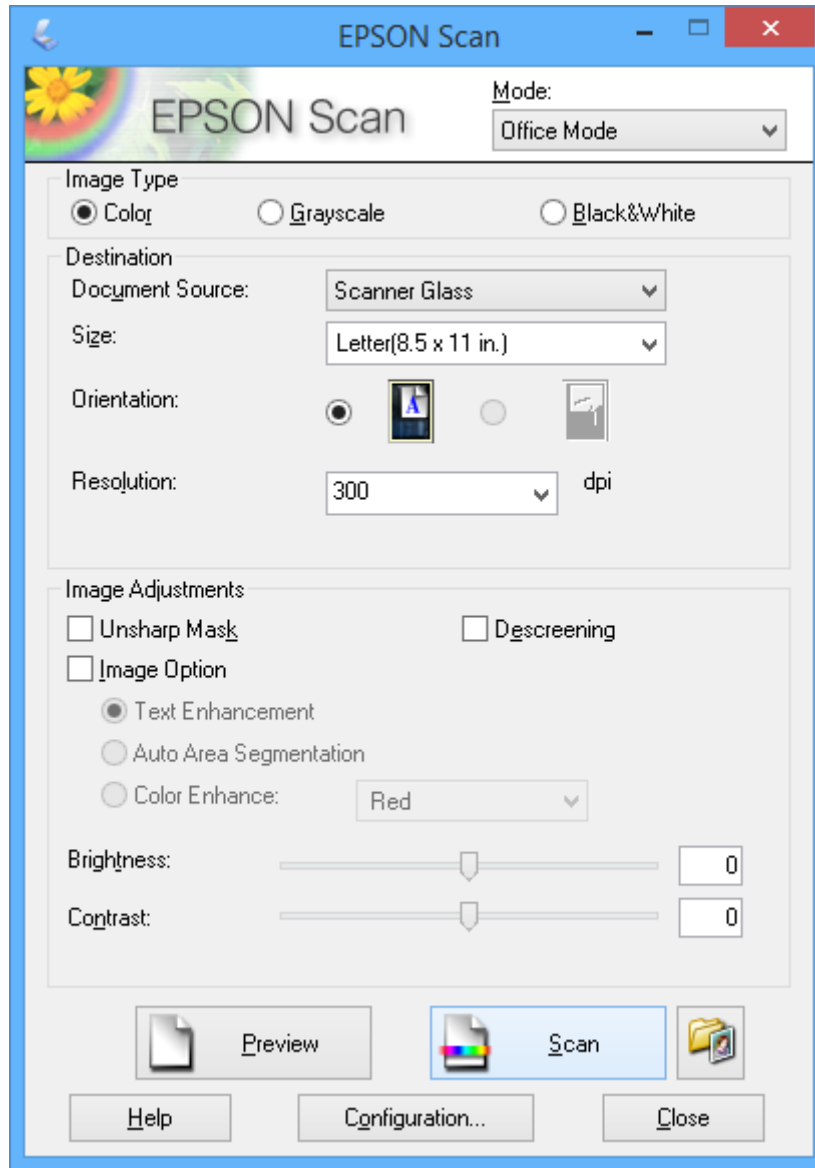 EPSON Scan
EPSON Scan
Mode:
Office Mode
Image Type
Color Grayscale Black&White
Destination
Document Source: Scanner Glass
Size: Letter(8.5 x 11 in.)
Orientation: A
Resolution: 300 dpi
Image Adjustments
Unsharp Mask Descreening
Image Option
Text Enhancement
Auto Area Segmentation
Color Enhance: Red
Brightness: 0
Contrast: 0
Preview Scan
Help Configuration... Close